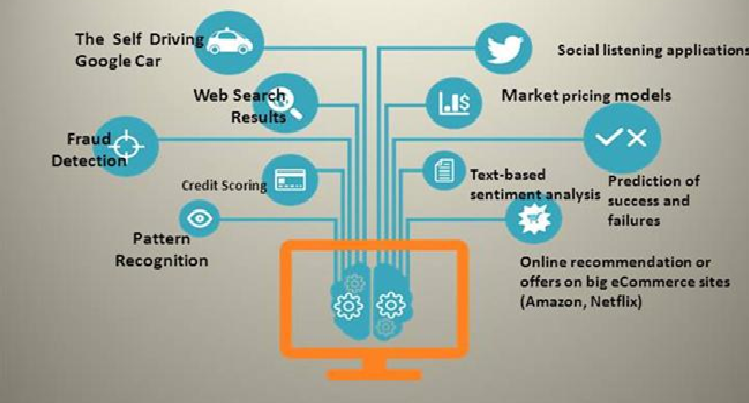 The Self Driving
Google Car
Web Search
Results
Fraud
Detection
Credit Scoring
Pattern
Recognition
Social listening applications
Market pricing models
Text-based
sentiment analysis
Prediction of
success and
failures
Online recommendation or
offers on big eCommerce sites
(Amazon, Netflix)
$